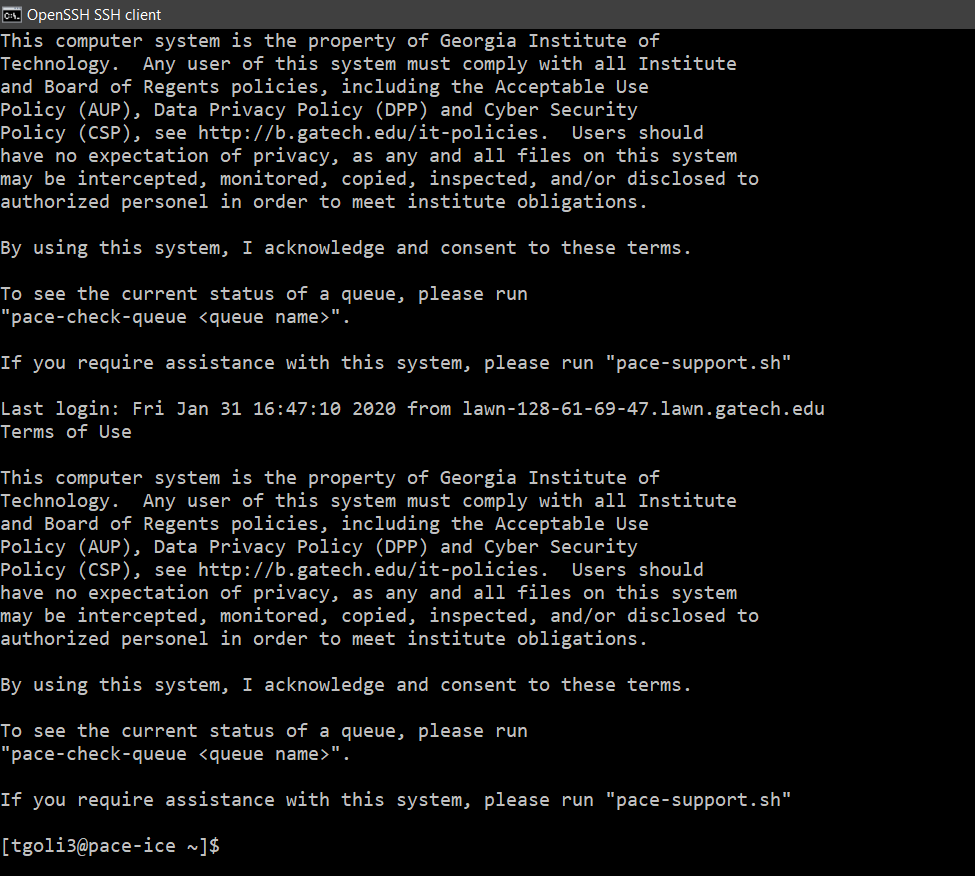 OpenSSH SSH client
This computer system is the property of Georgia Institute of
Technology.  Any user of this system must comply with all Institute
and Board of Regents policies, including the Acceptable Use
Policy (AUP), Data Privacy Policy (DPP) and Cyber Security
Policy (CSP), see http://b.gatech.edu/it-policies.  Users should
have no expectation of privacy, as any and all files on this system
may be intercepted, monitored, copied, inspected, and/or disclosed to
authorized personel in order to meet institute obligations.

By using this system, I acknowledge and consent to these terms.

To see the current status of a queue, please run
"pace-check-queue <queue name>".

If you require assistance with this system, please run "pace-support.sh"

Last login: Fri Jan 31 16:47:10 2020 from lawn-128-61-69-47.lawn.gatech.edu
Terms of Use

This computer system is the property of Georgia Institute of
Technology.  Any user of this system must comply with all Institute
and Board of Regents policies, including the Acceptable Use
Policy (AUP), Data Privacy Policy (DPP) and Cyber Security
Policy (CSP), see http://b.gatech.edu/it-policies.  Users should
have no expectation of privacy, as any and all files on this system
may be intercepted, monitored, copied, inspected, and/or disclosed to
authorized personel in order to meet institute obligations.

By using this system, I acknowledge and consent to these terms.

To see the current status of a queue, please run
"pace-check-queue <queue name>".

If you require assistance with this system, please run "pace-support.sh"

[tgoli3@pace-ice ~]$